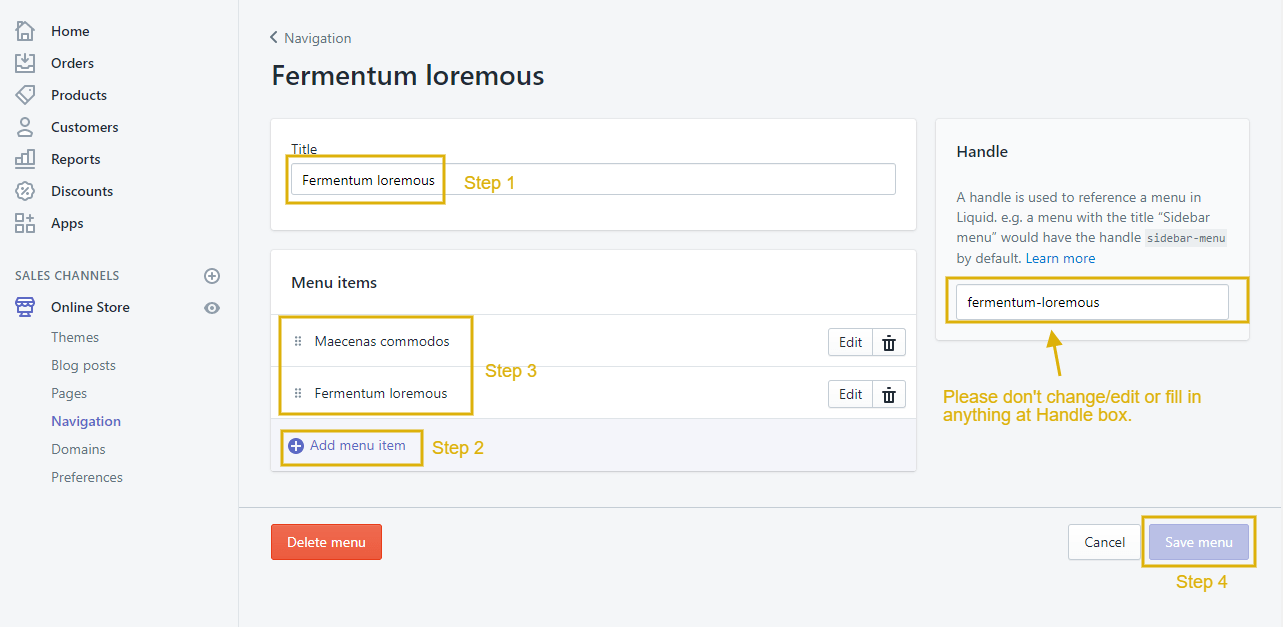 Home
Orders
Products
Customers
Reports
Discounts
Apps
SALES CHANNELS
Online Store
Themes
Blog posts
Pages
Navigation
Domains
Preferences
Navigation
Fermentum loremous
Title
Fermentum loremous
Step 1
Menu items
Maecenas commodos
Edit
Step 3
Fermentum loremous
Edit
Add menu item
Step 2
Handle
A handle is used to reference a menu in
Liquid. e.g. a menu with the title “Sidebar
menu” would have the handle sidebar-menu
by default. Learn more
fermentum-loremous
Please don't change/edit or fill in
anything at Handle box.
Delete menu
Cancel
Save menu
Step 4